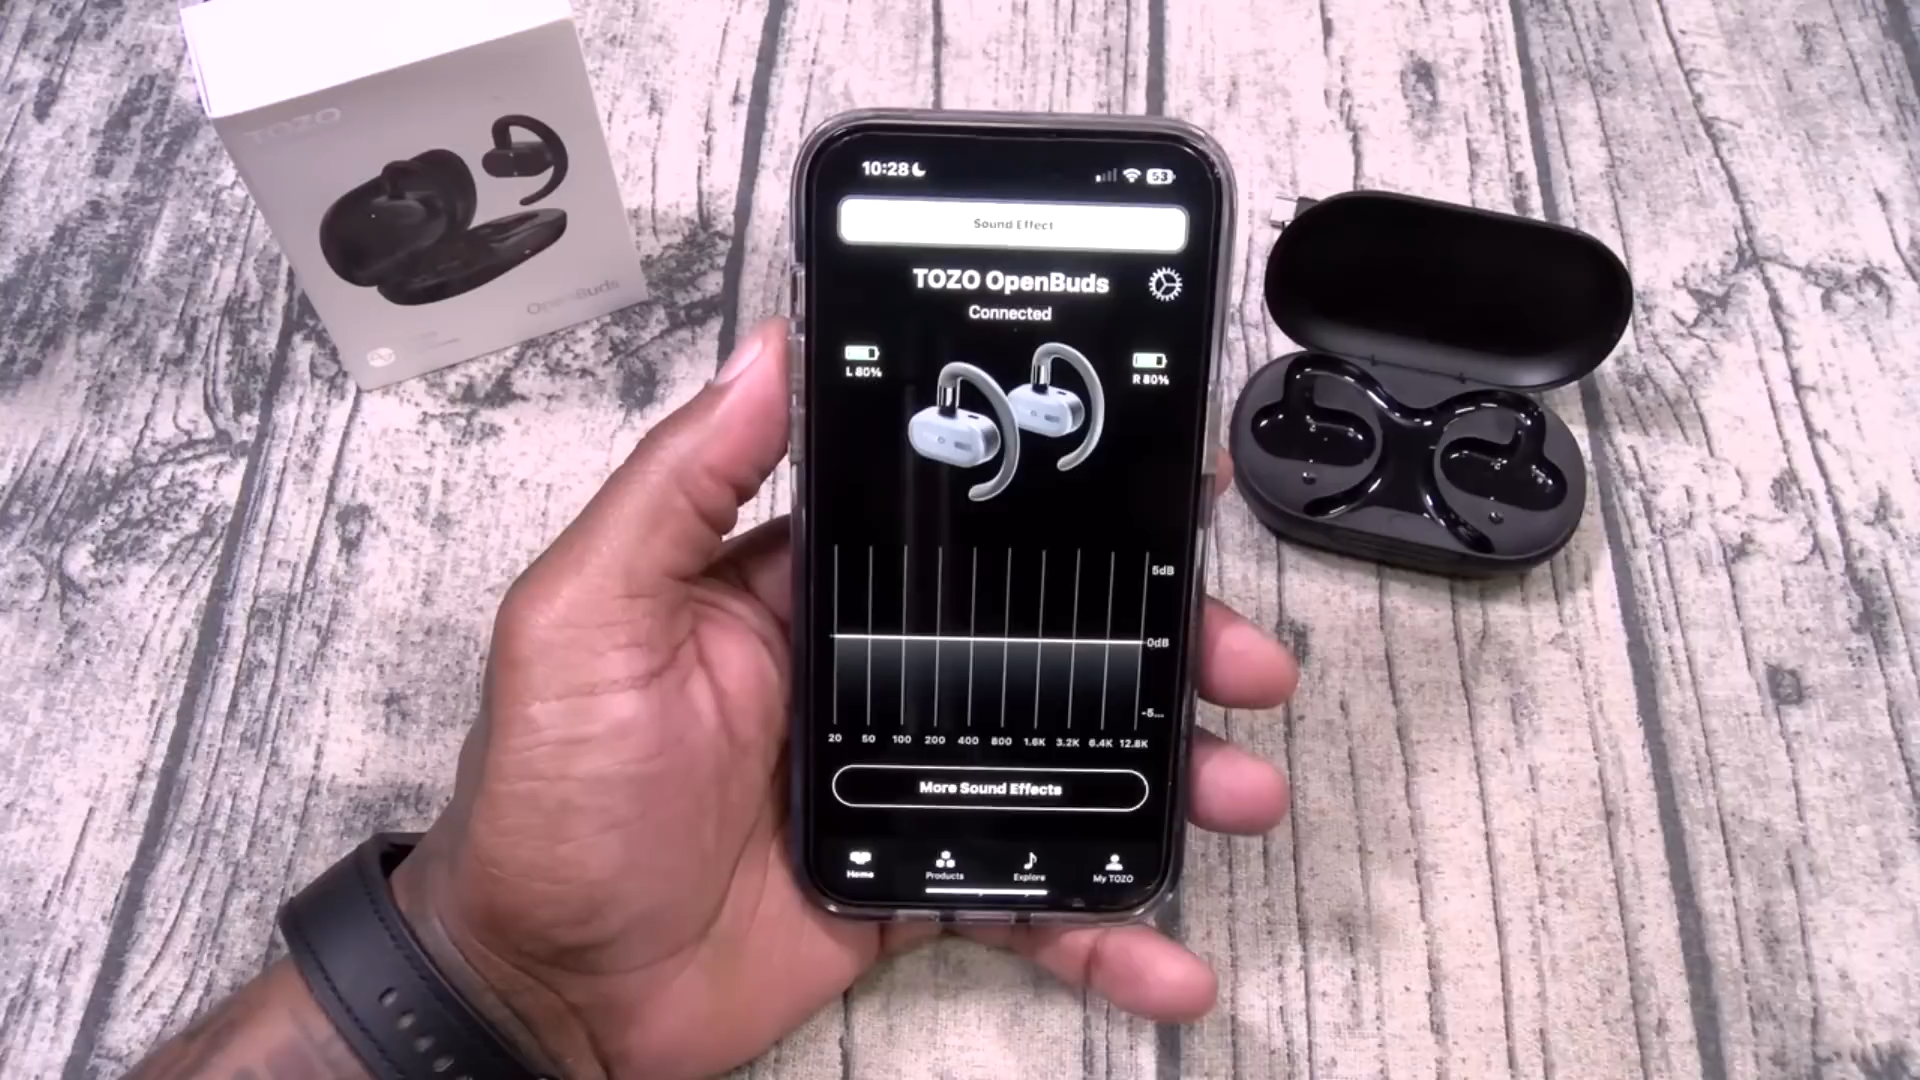 TOZO
OpenBuds
10:28
53
Sound Effect
TOZO OpenBuds
Connected
L 80%
R 80%
5dB
0dB
-5...
20 50 100 200 400 800 1.6K 3.2K 6.4K 12.8K
More Sound Effects
Home Products Explore My TOZO